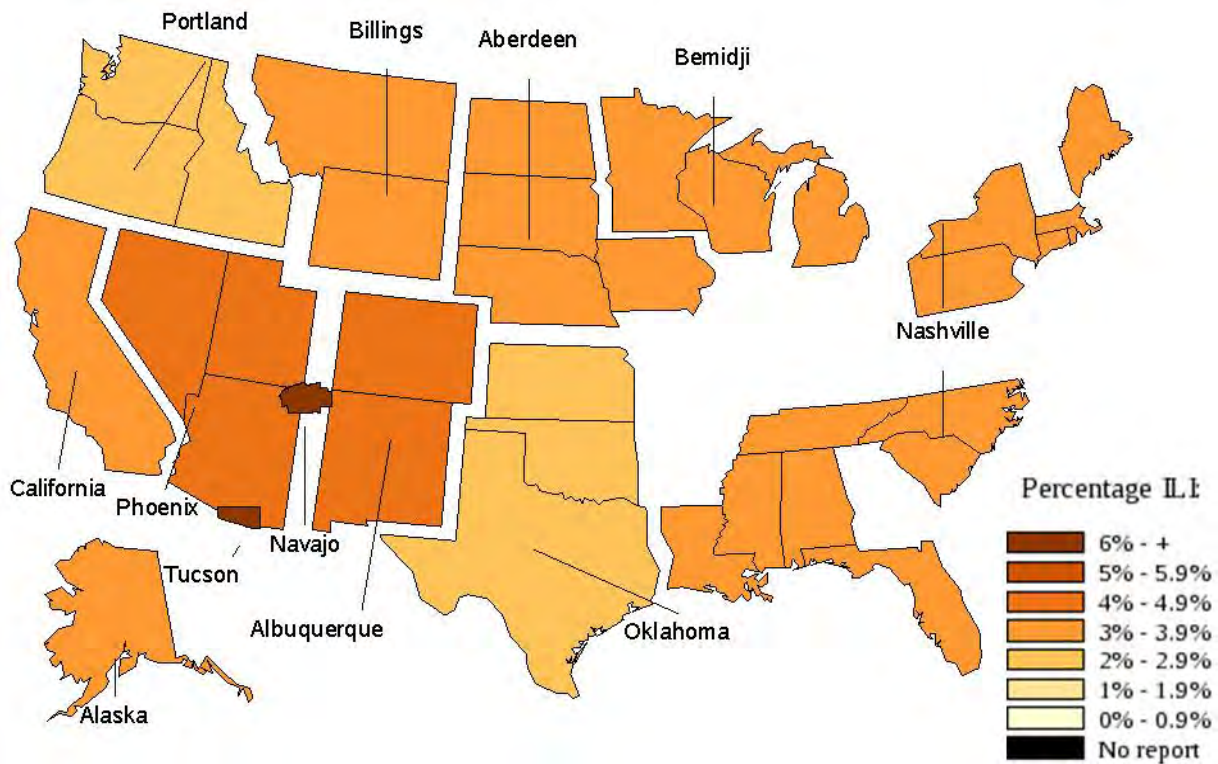 Portland
Billings
Aberdeen
Bemidji
Nashville
California
Phoenix
Navajo
Tucson
Albuquerque
Oklahoma
Alaska
Percentage ILI:
6% - +
5% - 5.9%
4% - 4.9%
3% - 3.9%
2% - 2.9%
1% - 1.9%
0% - 0.9%
No report